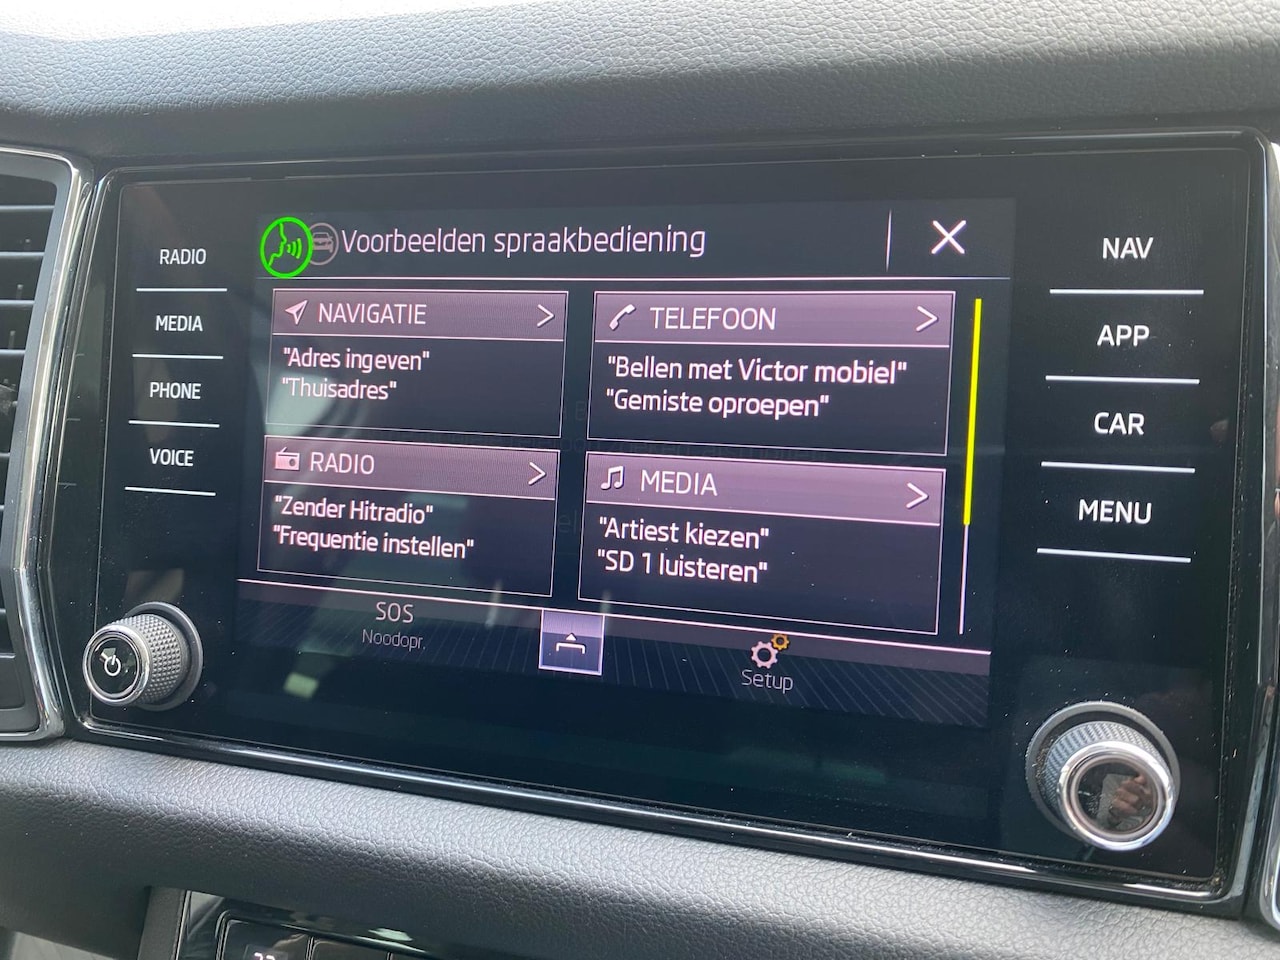 Voorbeelden spraakbediening
RADIO
MEDIA
PHONE
VOICE
NAVIGATIE
"Adres ingeven"
"Thuisadres"
TELEFOON
"Bellen met Victor mobiel"
"Gemiste oproepen"
RADIO
"Zender Hitradio"
"Frequentie instellen"
MEDIA
"Artiest kiezen"
"SD 1 luisteren"
SOS
Noodopr.
Setup
NAV
APP
CAR
MENU